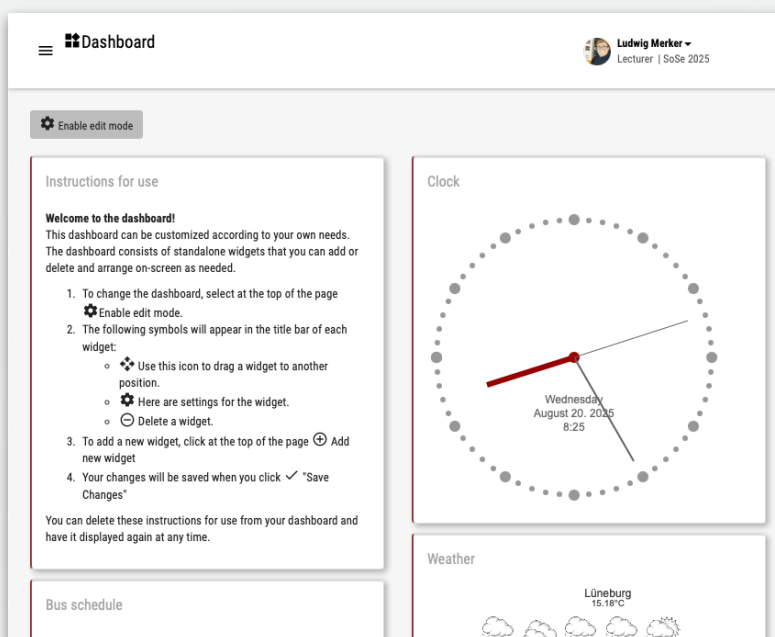 Dashboard
Ludwig Merker
Lecturer | SoSe 2025
Enable edit mode
Instructions for use
Welcome to the dashboard!
This dashboard can be customized according to your own needs.
The dashboard consists of standalone widgets that you can add or
delete and arrange on-screen as needed.
1. To change the dashboard, select at the top of the page
Enable edit mode.
2. The following symbols will appear in the title bar of each
widget:
Use this icon to drag a widget to another
position.
Here are settings for the widget.
Delete a widget.
3. To add a new widget, click at the top of the page Add
new widget
4. Your changes will be saved when you click "Save
Changes"
You can delete these instructions for use from your dashboard and
have it displayed again at any time.
Bus schedule
Clock
Wednesday
August 20. 2025
8:25
Weather
Lüneburg
15.18°C